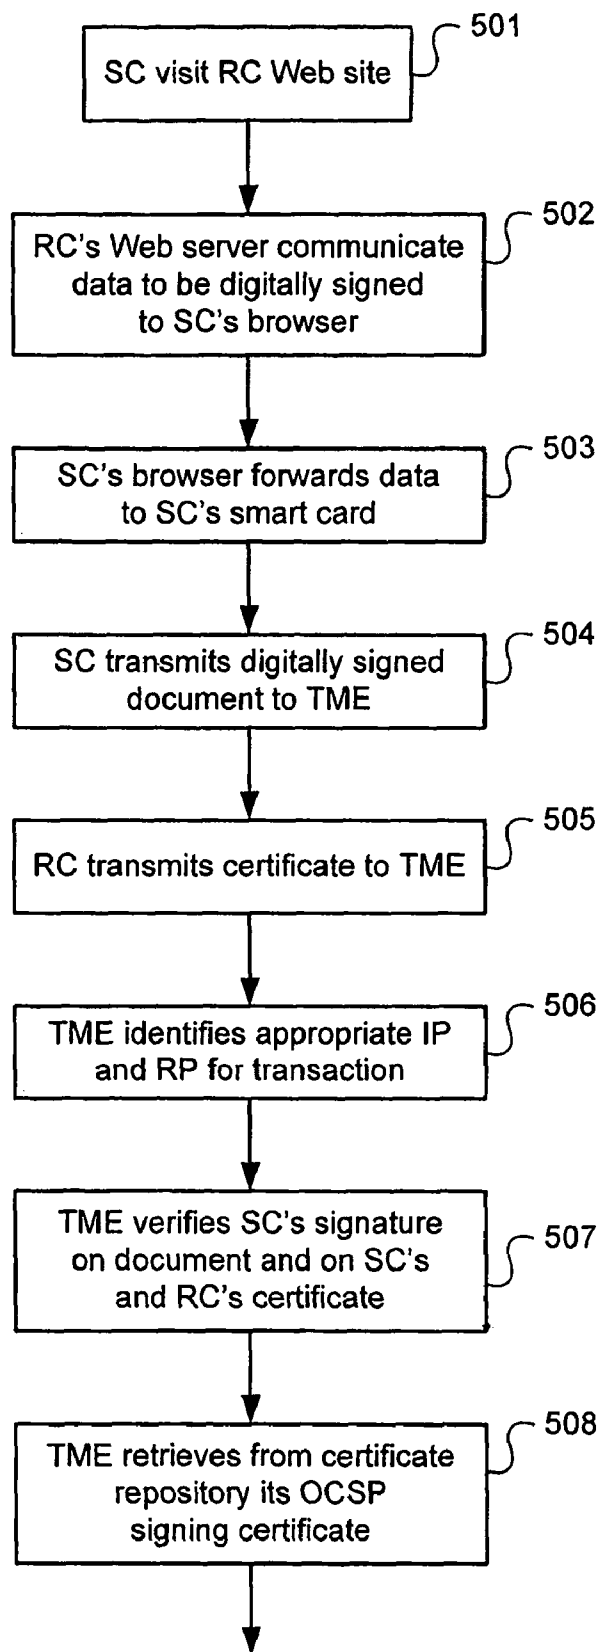 501
SC visit RC Web site
502
RC's Web server communicate
data to be digitally signed
to SC's browser
503
SC's browser forwards data
to SC's smart card
504
SC transmits digitally signed
document to TME
505
RC transmits certificate to TME
506
TME identifies appropriate IP
and RP for transaction
507
TME verifies SC's signature
on document and on SC's
and RC's certificate
508
TME retrieves from certificate
repository its OCSP
signing certificate